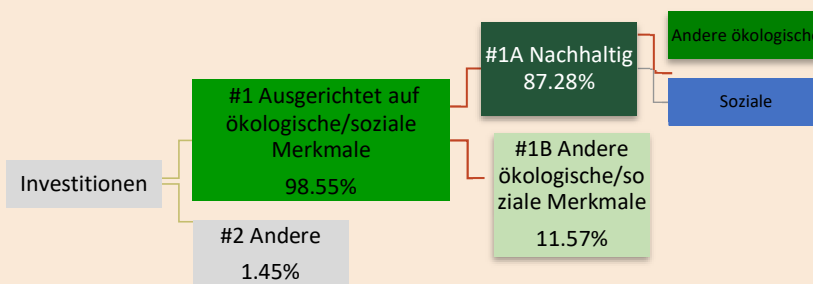 Investitionen
#1 Ausgerichtet auf
ökologische/soziale
Merkmale
98.55%
#2 Andere
1.45%
#1A Nachhaltig
87.28%
#1B Andere
ökologische/so
ziale Merkmale
11.57%
Andere ökologische
Soziale